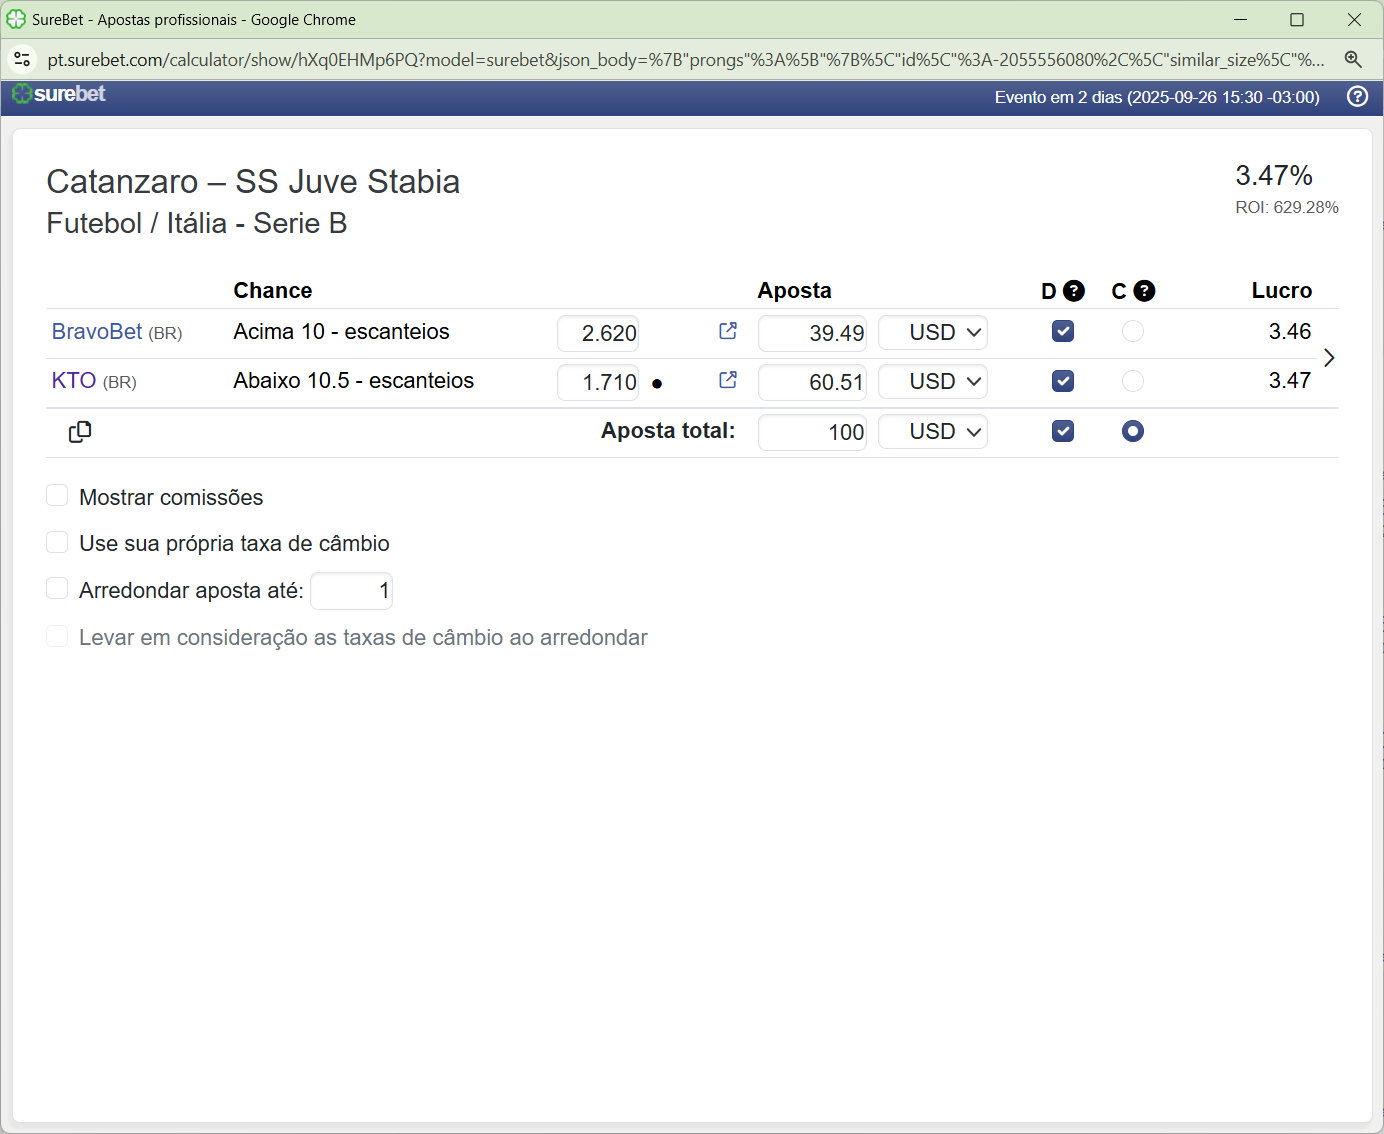 SureBet - Apostas profissionais - Google Chrome
pt.surebet.com/calculator/show/hXq0EHMp6PQ?model=surebet&json_body=%7B"prongs"%3A%5B"%7B%5C"id%5C"%3A-2055556080%2C%5C"similar_size%5C"%...
surebet
Evento em 2 dias (2025-09-26 15:30 -03:00)
Catanzaro – SS Juve Stabia
3.47%
Futebol / Itália - Serie B
ROI: 629.28%
Chance Aposta D C Lucro
BravoBet (BR) Acima 10 - escanteios 2.620 39.49 USD 3.46
KTO (BR) Abaixo 10.5 - escanteios 1.710 ● 60.51 USD 3.47
Aposta total: 100 USD
Mostrar comissões
Use sua própria taxa de câmbio
Arredondar aposta até: 1
Levar em consideração as taxas de câmbio ao arredondar